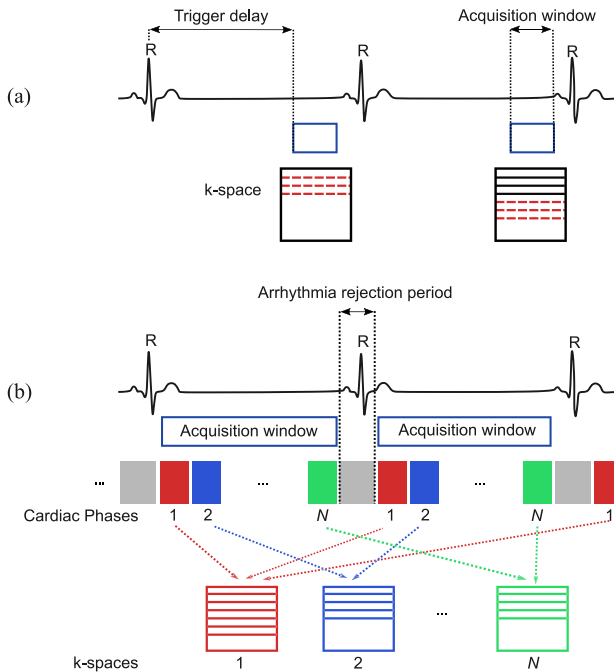 Trigger delay
Acquisition window
R
R
R
(a)
k-space
Arrhythmia rejection period
R
R
R
(b)
Acquisition window
Acquisition window
...
...
...
Cardiac Phases
1
2
N
1
2
N
1
...
k-spaces
1
2
N